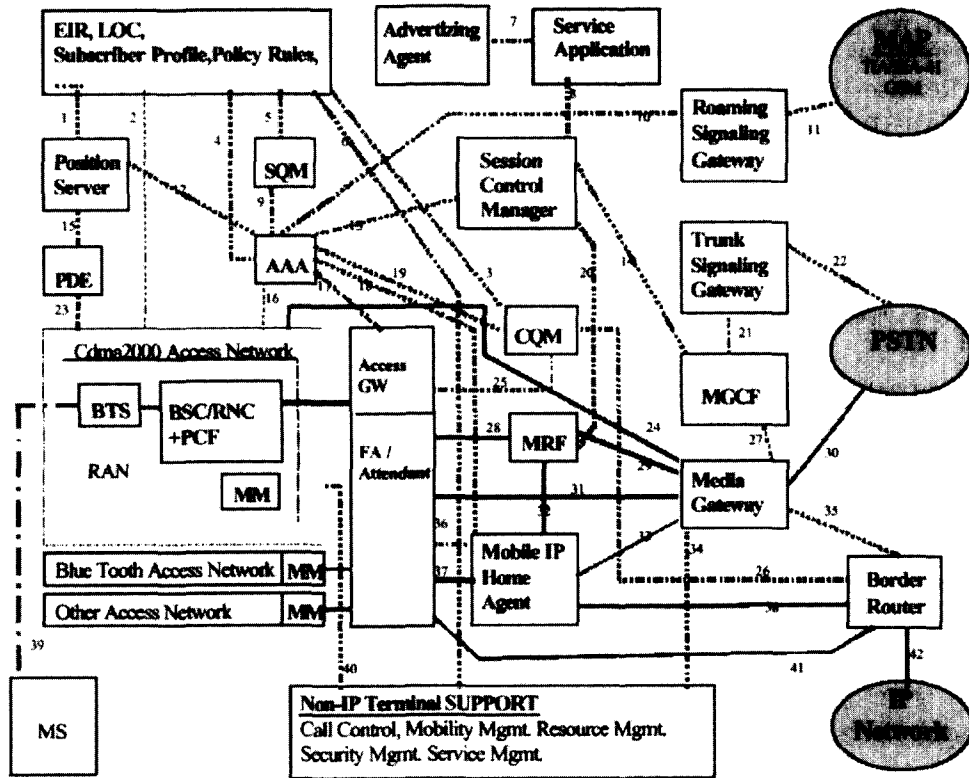 EIR, LOC,
Subscriber Profile,Policy Rules,
.....
Advertizing
Agent
7
Service
Application
MAP
GSM
1
2
4
5
6
8
10
11
Roaming
Signaling
Gateway
Position
Server
SQM
Session
Control
Manager
12
9
13
15
PDE
AAA
19
3
20
14
Trunk
Signaling
Gateway
22
23
16
17
18
CQM
21
PSTN
Cdma2000 Access Network
Access
GW
25
MGCF
BTS
BSC/RNC
+PCF
28
MRF
24
27
30
RAN
FA /
Attendant
29
MM
31
Media
Gateway
32
35
36
33
34
Blue Tooth Access Network
MM
37
Mobile IP
Home
Agent
26
Border
Router
Other Access Network
MM
38
39
40
41
42
MS
Non-IP Terminal SUPPORT
Call Control, Mobility Mgmt. Resource Mgmt.
Security Mgmt. Service Mgmt.
IP
Network